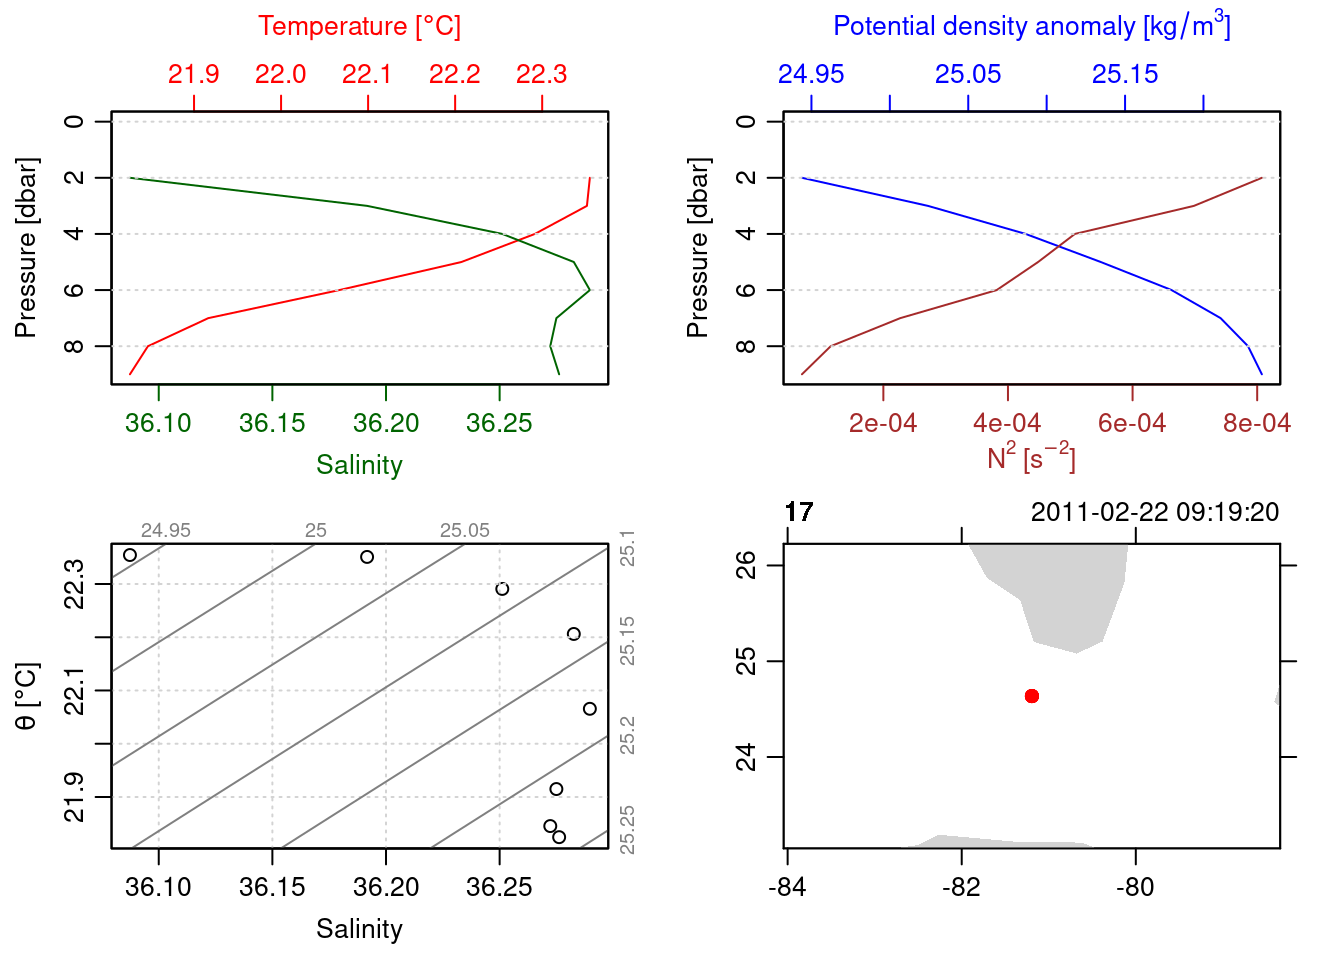 Temperature [°C]
21.9 22.0 22.1 22.2 22.3
Pressure [dbar]
0
2
4
6
8
36.10 36.15 36.20 36.25
Salinity
Potential density anomaly [kg/m³]
24.95 25.05 25.15
Pressure [dbar]
0
2
4
6
8
2e-04 4e-04 6e-04 8e-04
N² [s⁻²]
24.95 25 25.05
25.1
25.15
25.2
25.25
θ [°C]
22.3
22.1
21.9
36.10 36.15 36.20 36.25
Salinity
17 2011-02-22 09:19:20
26
25
24
-84 -82 -80